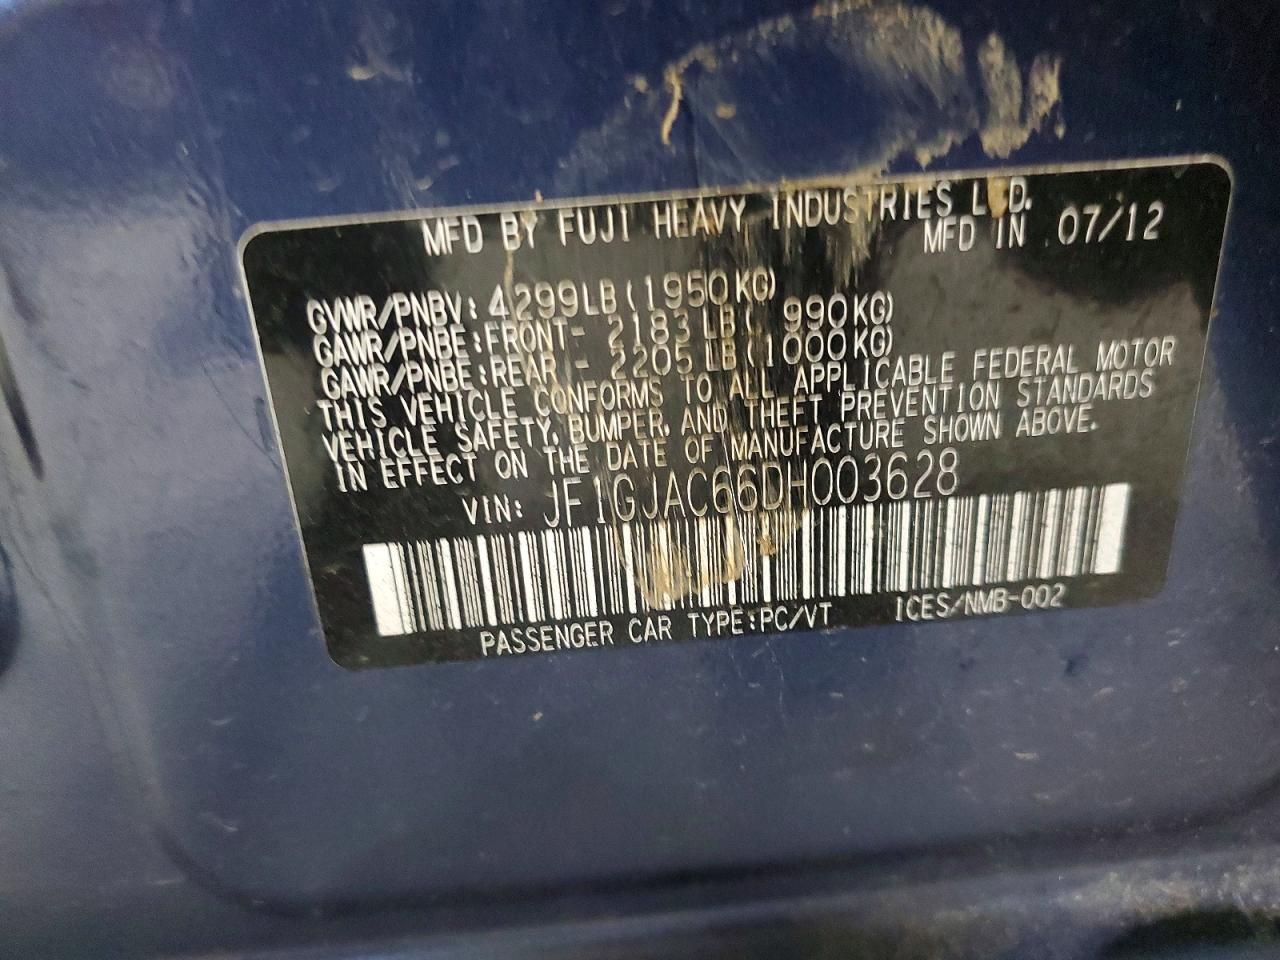 MFD BY FUJI HEAVY INDUSTRIES LTD.
MFD IN 07/12
GVWR/PNBV: 4299LB(1950KG)
GAWR/PNBE:FRONT- 2183LB( 990KG)
GAWR/PNBE:REAR - 2205LB(1000KG)
THIS VEHICLE CONFORMS TO ALL APPLICABLE FEDERAL MOTOR
VEHICLE SAFETY, BUMPER, AND THEFT PREVENTION STANDARDS
IN EFFECT ON THE DATE OF MANUFACTURE SHOWN ABOVE.
VIN: JF1GJAC66DH003628
PASSENGER CAR TYPE:PC/VT ICES/NMB-002